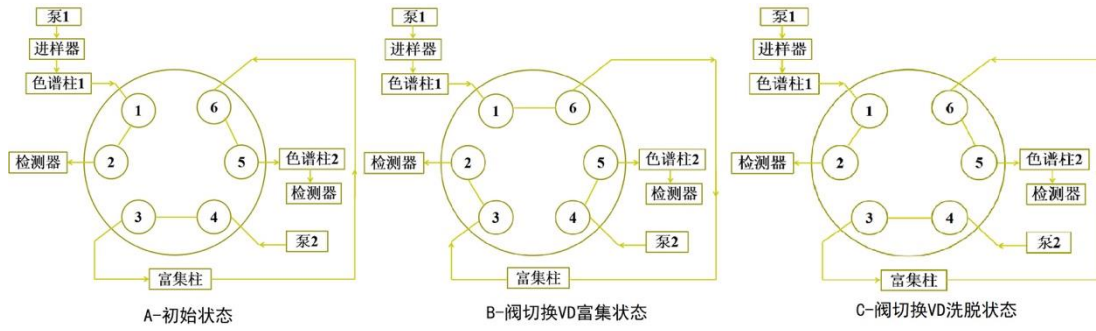 泵1
进样器
色谱柱1
1
6
2
5
检测器
色谱柱2
检测器
3
4
泵2
富集柱
A-初始状态
泵1
进样器
色谱柱1
1
6
2
5
检测器
色谱柱2
检测器
3
4
泵2
富集柱
B-阀切换VD富集状态
泵1
进样器
色谱柱1
1
6
2
5
检测器
色谱柱2
检测器
3
4
泵2
富集柱
C-阀切换VD洗脱状态